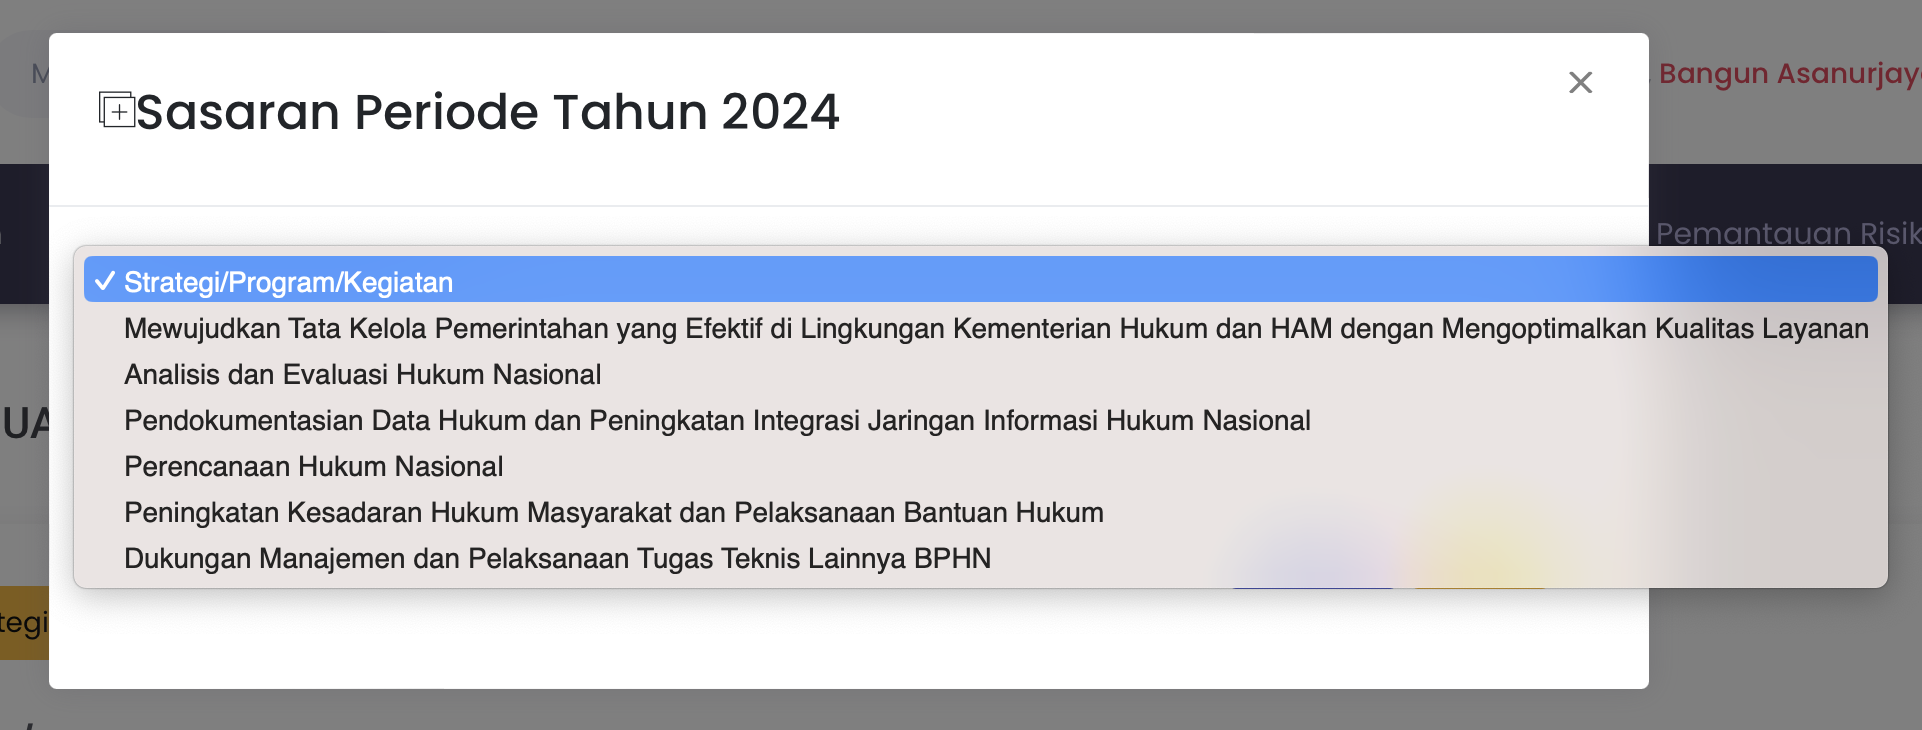 Sasaran Periode Tahun 2024
Bangun Asanurjay
Pemantauan Risik
✓ Strategi/Program/Kegiatan
Mewujudkan Tata Kelola Pemerintahan yang Efektif di Lingkungan Kementerian Hukum dan HAM dengan Mengoptimalkan Kualitas Layanan
Analisis dan Evaluasi Hukum Nasional
UA
Pendokumentasian Data Hukum dan Peningkatan Integrasi Jaringan Informasi Hukum Nasional
Perencanaan Hukum Nasional
Peningkatan Kesadaran Hukum Masyarakat dan Pelaksanaan Bantuan Hukum
Dukungan Manajemen dan Pelaksanaan Tugas Teknis Lainnya BPHN
tegi